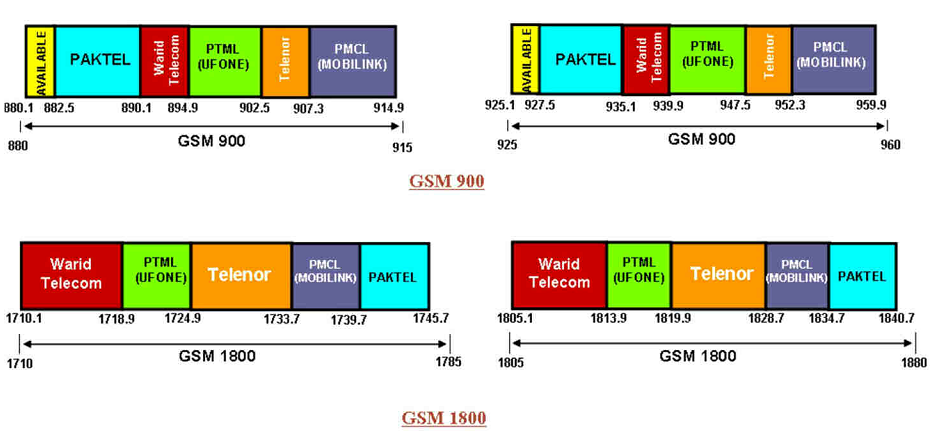 AVAILABLE
PAKTEL
Warid
Telecom
PTML
(UFONE)
Telenor
PMCL
(MOBILINK)
880.1 882.5 890.1 894.9 902.5 907.3 914.9
GSM 900
880 915
AVAILABLE
PAKTEL
Warid
Telecom
PTML
(UFONE)
Telenor
PMCL
(MOBILINK)
925.1 927.5 935.1 939.9 947.5 952.3 959.9
GSM 900
925 960
GSM 900
Warid
Telecom
PTML
(UFONE)
Telenor
PMCL
(MOBILINK)
PAKTEL
1710.1 1718.9 1724.9 1733.7 1739.7 1745.7
GSM 1800
1710 1785
Warid
Telecom
PTML
(UFONE)
Telenor
PMCL
(MOBILINK)
PAKTEL
1805.1 1813.9 1819.9 1828.7 1834.7 1840.7
GSM 1800
1805 1880
GSM 1800